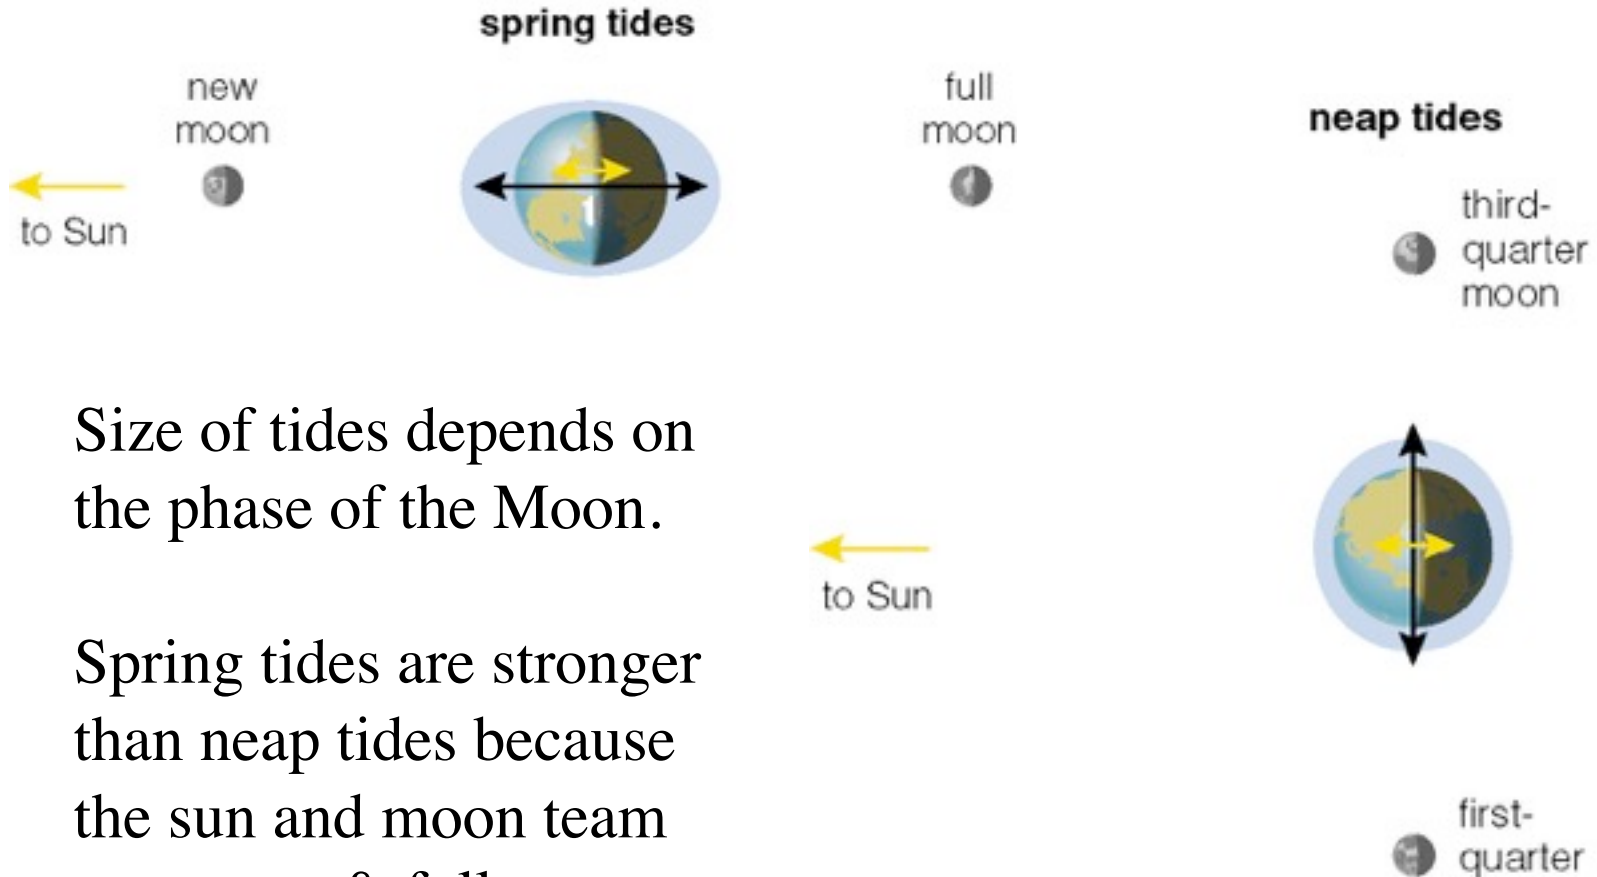 spring tides
new
moon
to Sun
full
moon
neap tides
third-
quarter
moon
Size of tides depends on
the phase of the Moon.
to Sun
Spring tides are stronger
than neap tides because
the sun and moon team
first-
quarter